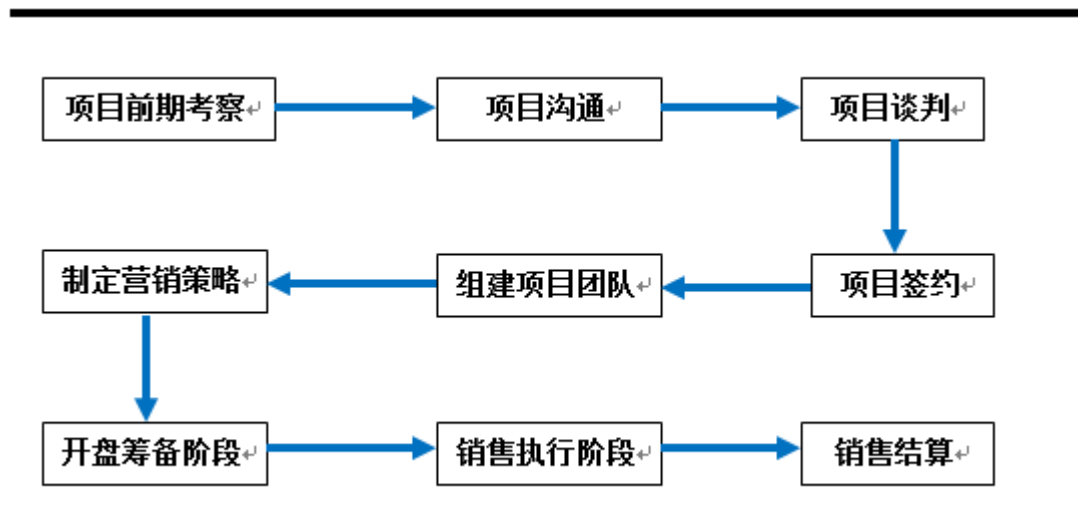 项目前期考察
项目沟通
项目谈判
项目签约
组建项目团队
制定营销策略
开盘筹备阶段
销售执行阶段
销售结算